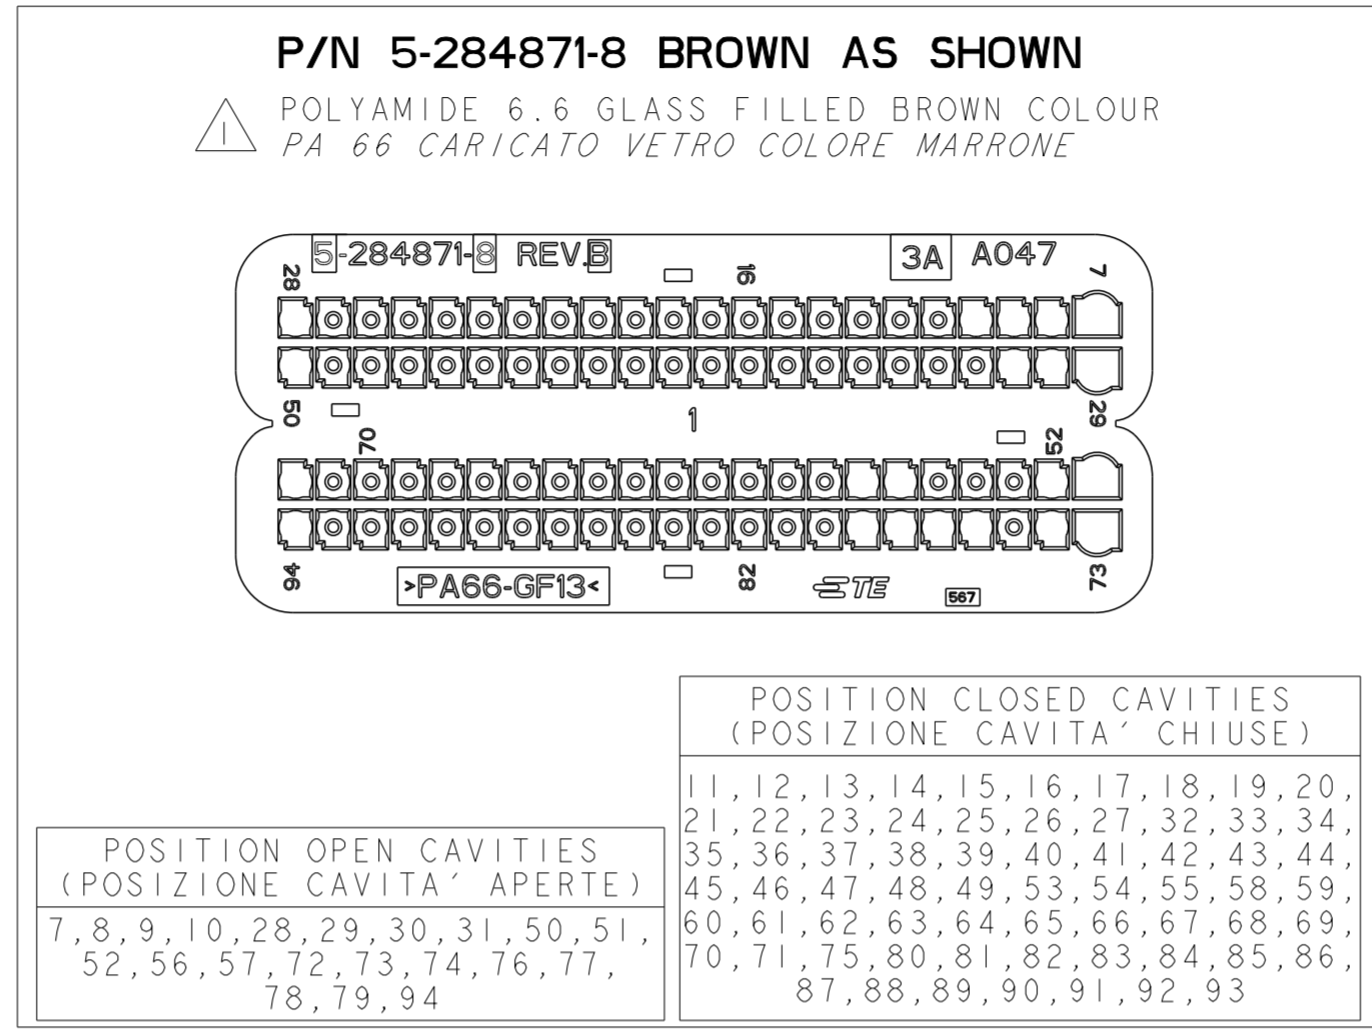 P/N 5-284871-8 BROWN AS SHOWN
1
POLYAMIDE 6.6 GLASS FILLED BROWN COLOUR
PA 66 CARICATO VETRO COLORE MARRONE
5-284871-8 REV.B
3A
A047
28
16
7
50
70
1
52
29
94
>PA66-GF13<
82
TE
567
73
POSITION OPEN CAVITIES
(POSIZIONE CAVITA´ APERTE)
7,8,9,10,28,29,30,31,50,51,
52,56,57,72,73,74,76,77,
78,79,94
POSITION CLOSED CAVITIES
(POSIZIONE CAVITA´ CHIUSE)
11,12,13,14,15,16,17,18,19,20,
21,22,23,24,25,26,27,32,33,34,
35,36,37,38,39,40,41,42,43,44,
45,46,47,48,49,53,54,55,58,59,
60,61,62,63,64,65,66,67,68,69,
70,71,75,80,81,82,83,84,85,86,
87,88,89,90,91,92,93